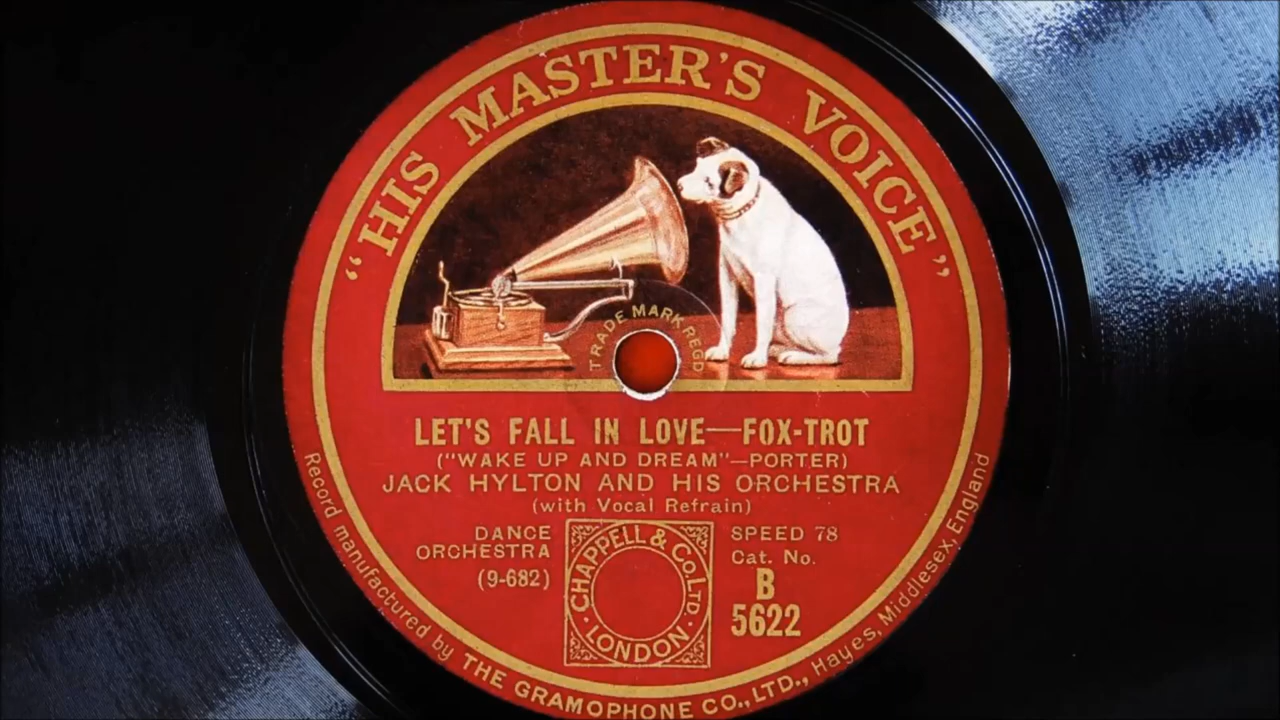 “HIS MASTER'S VOICE”
TRADE MARK REGD
LET'S FALL IN LOVE—FOX-TROT
("WAKE UP AND DREAM"—PORTER)
JACK HYLTON AND HIS ORCHESTRA
(with Vocal Refrain)
DANCE
ORCHESTRA
(9-682)
CHAPPELL & CO. LTD.
· LONDON ·
SPEED 78
Cat. No.
B
5622
Record manufactured by THE GRAMOPHONE CO., LTD., Hayes, Middlesex, England